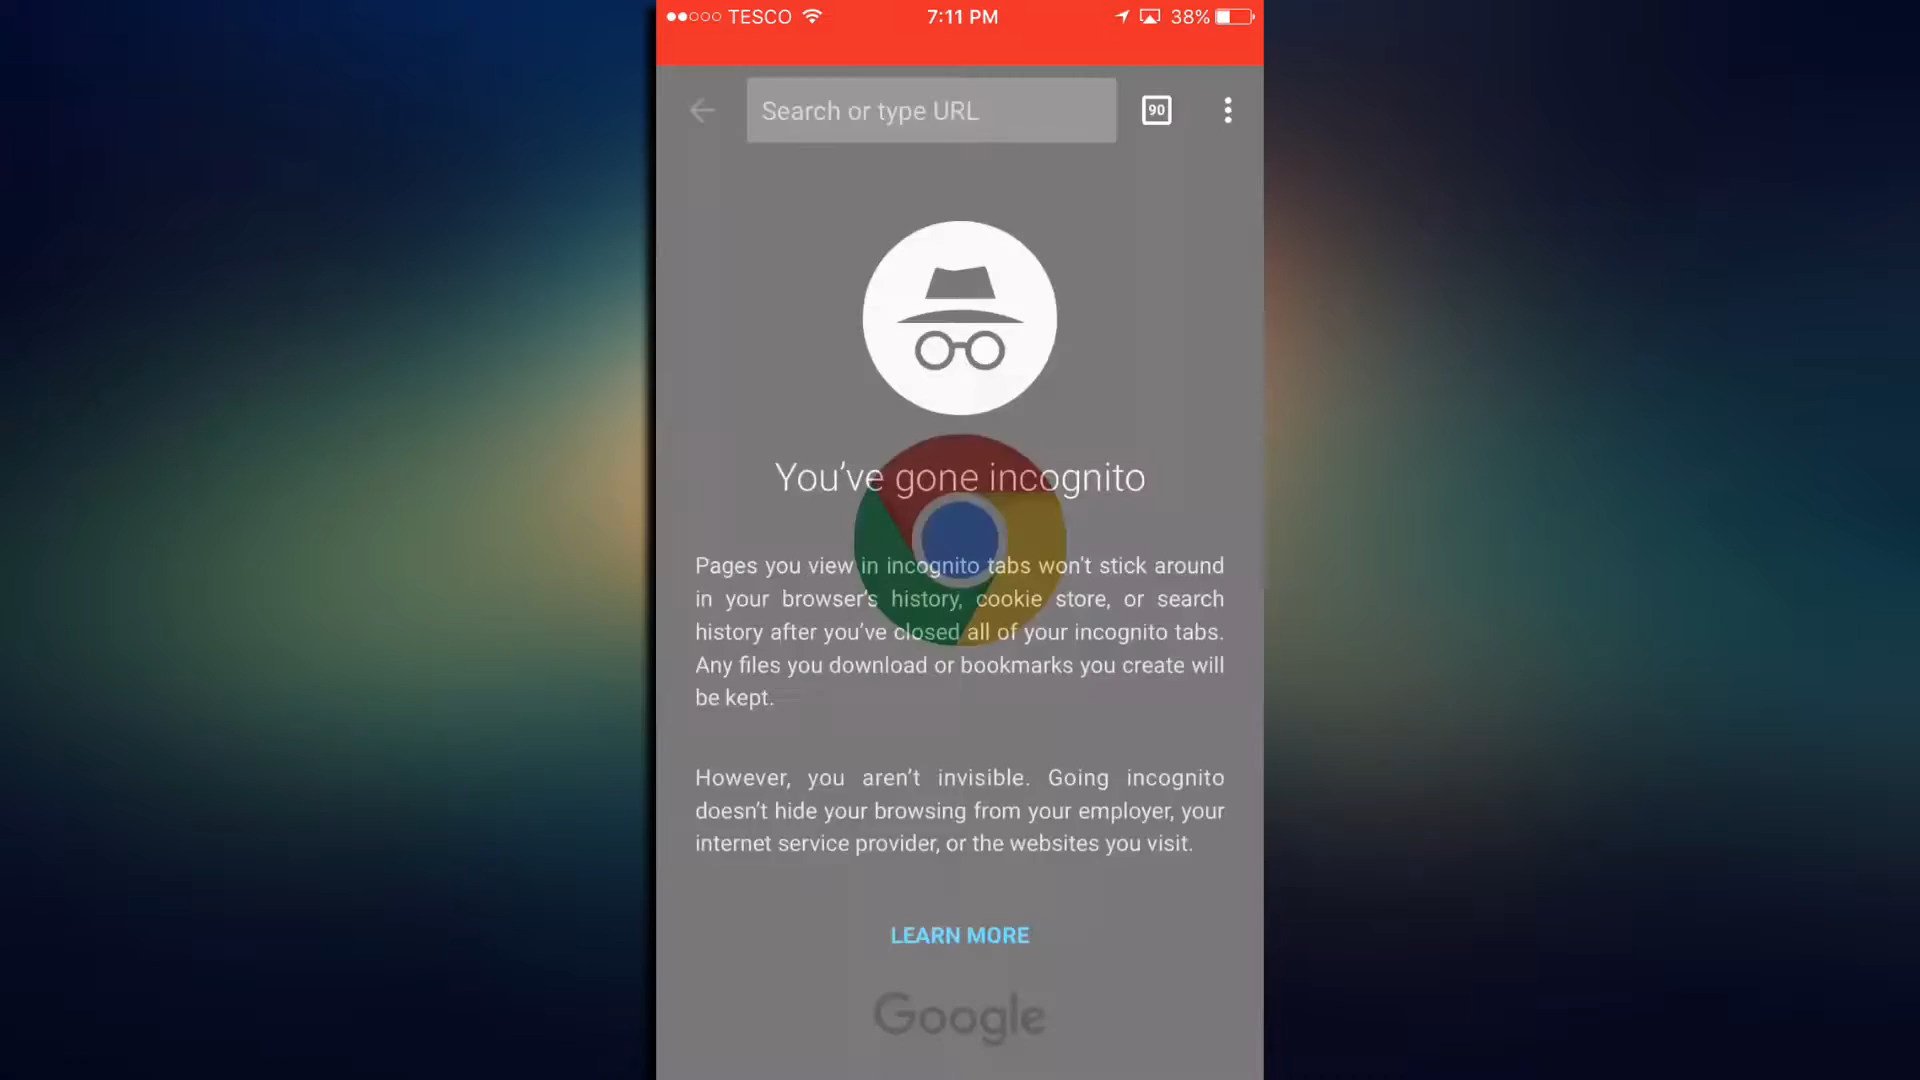 TESCO 7:11 PM 38%
Search or type URL 90
You've gone incognito
Pages you view in incognito tabs won't stick around
in your browser's history, cookie store, or search
history after you've closed all of your incognito tabs.
Any files you download or bookmarks you create will
be kept.
However, you aren't invisible. Going incognito
doesn't hide your browsing from your employer, your
internet service provider, or the websites you visit.
LEARN MORE
Google